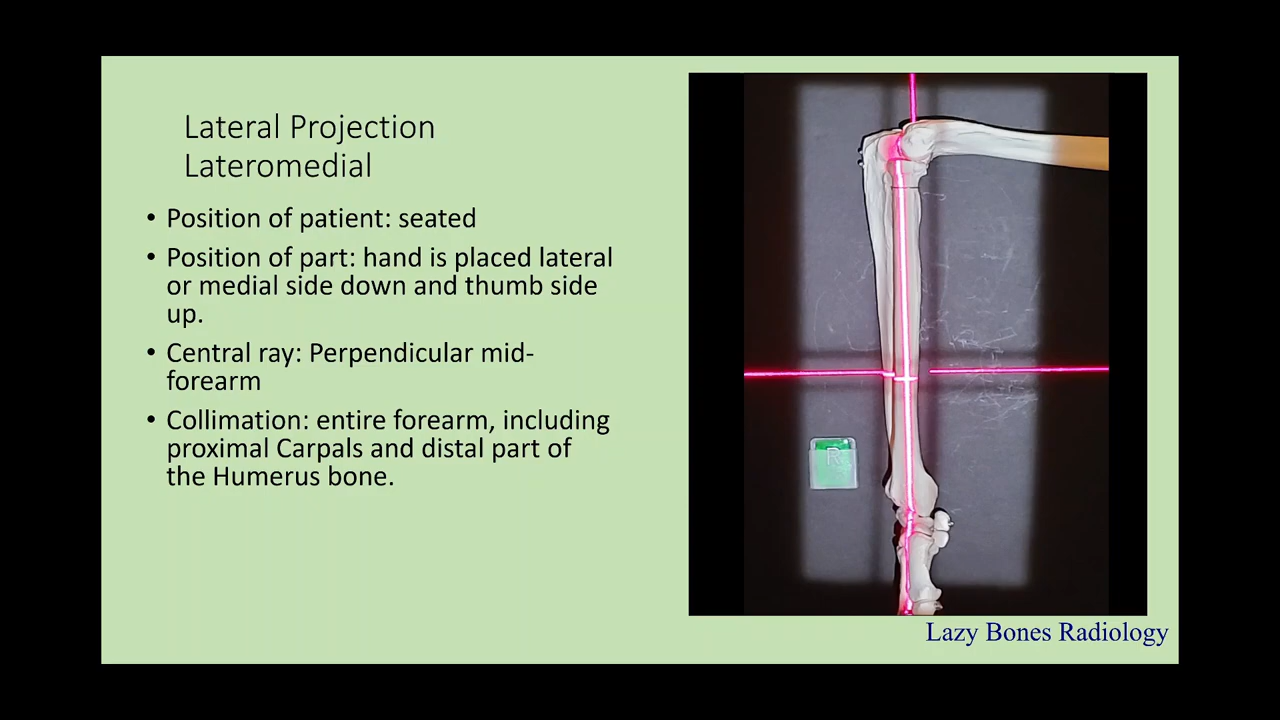 Lateral Projection
Lateromedial
• Position of patient: seated
• Position of part: hand is placed lateral
or medial side down and thumb side
up.
• Central ray: Perpendicular mid-
forearm
• Collimation: entire forearm, including
proximal Carpals and distal part of
the Humerus bone.
R
Lazy Bones Radiology